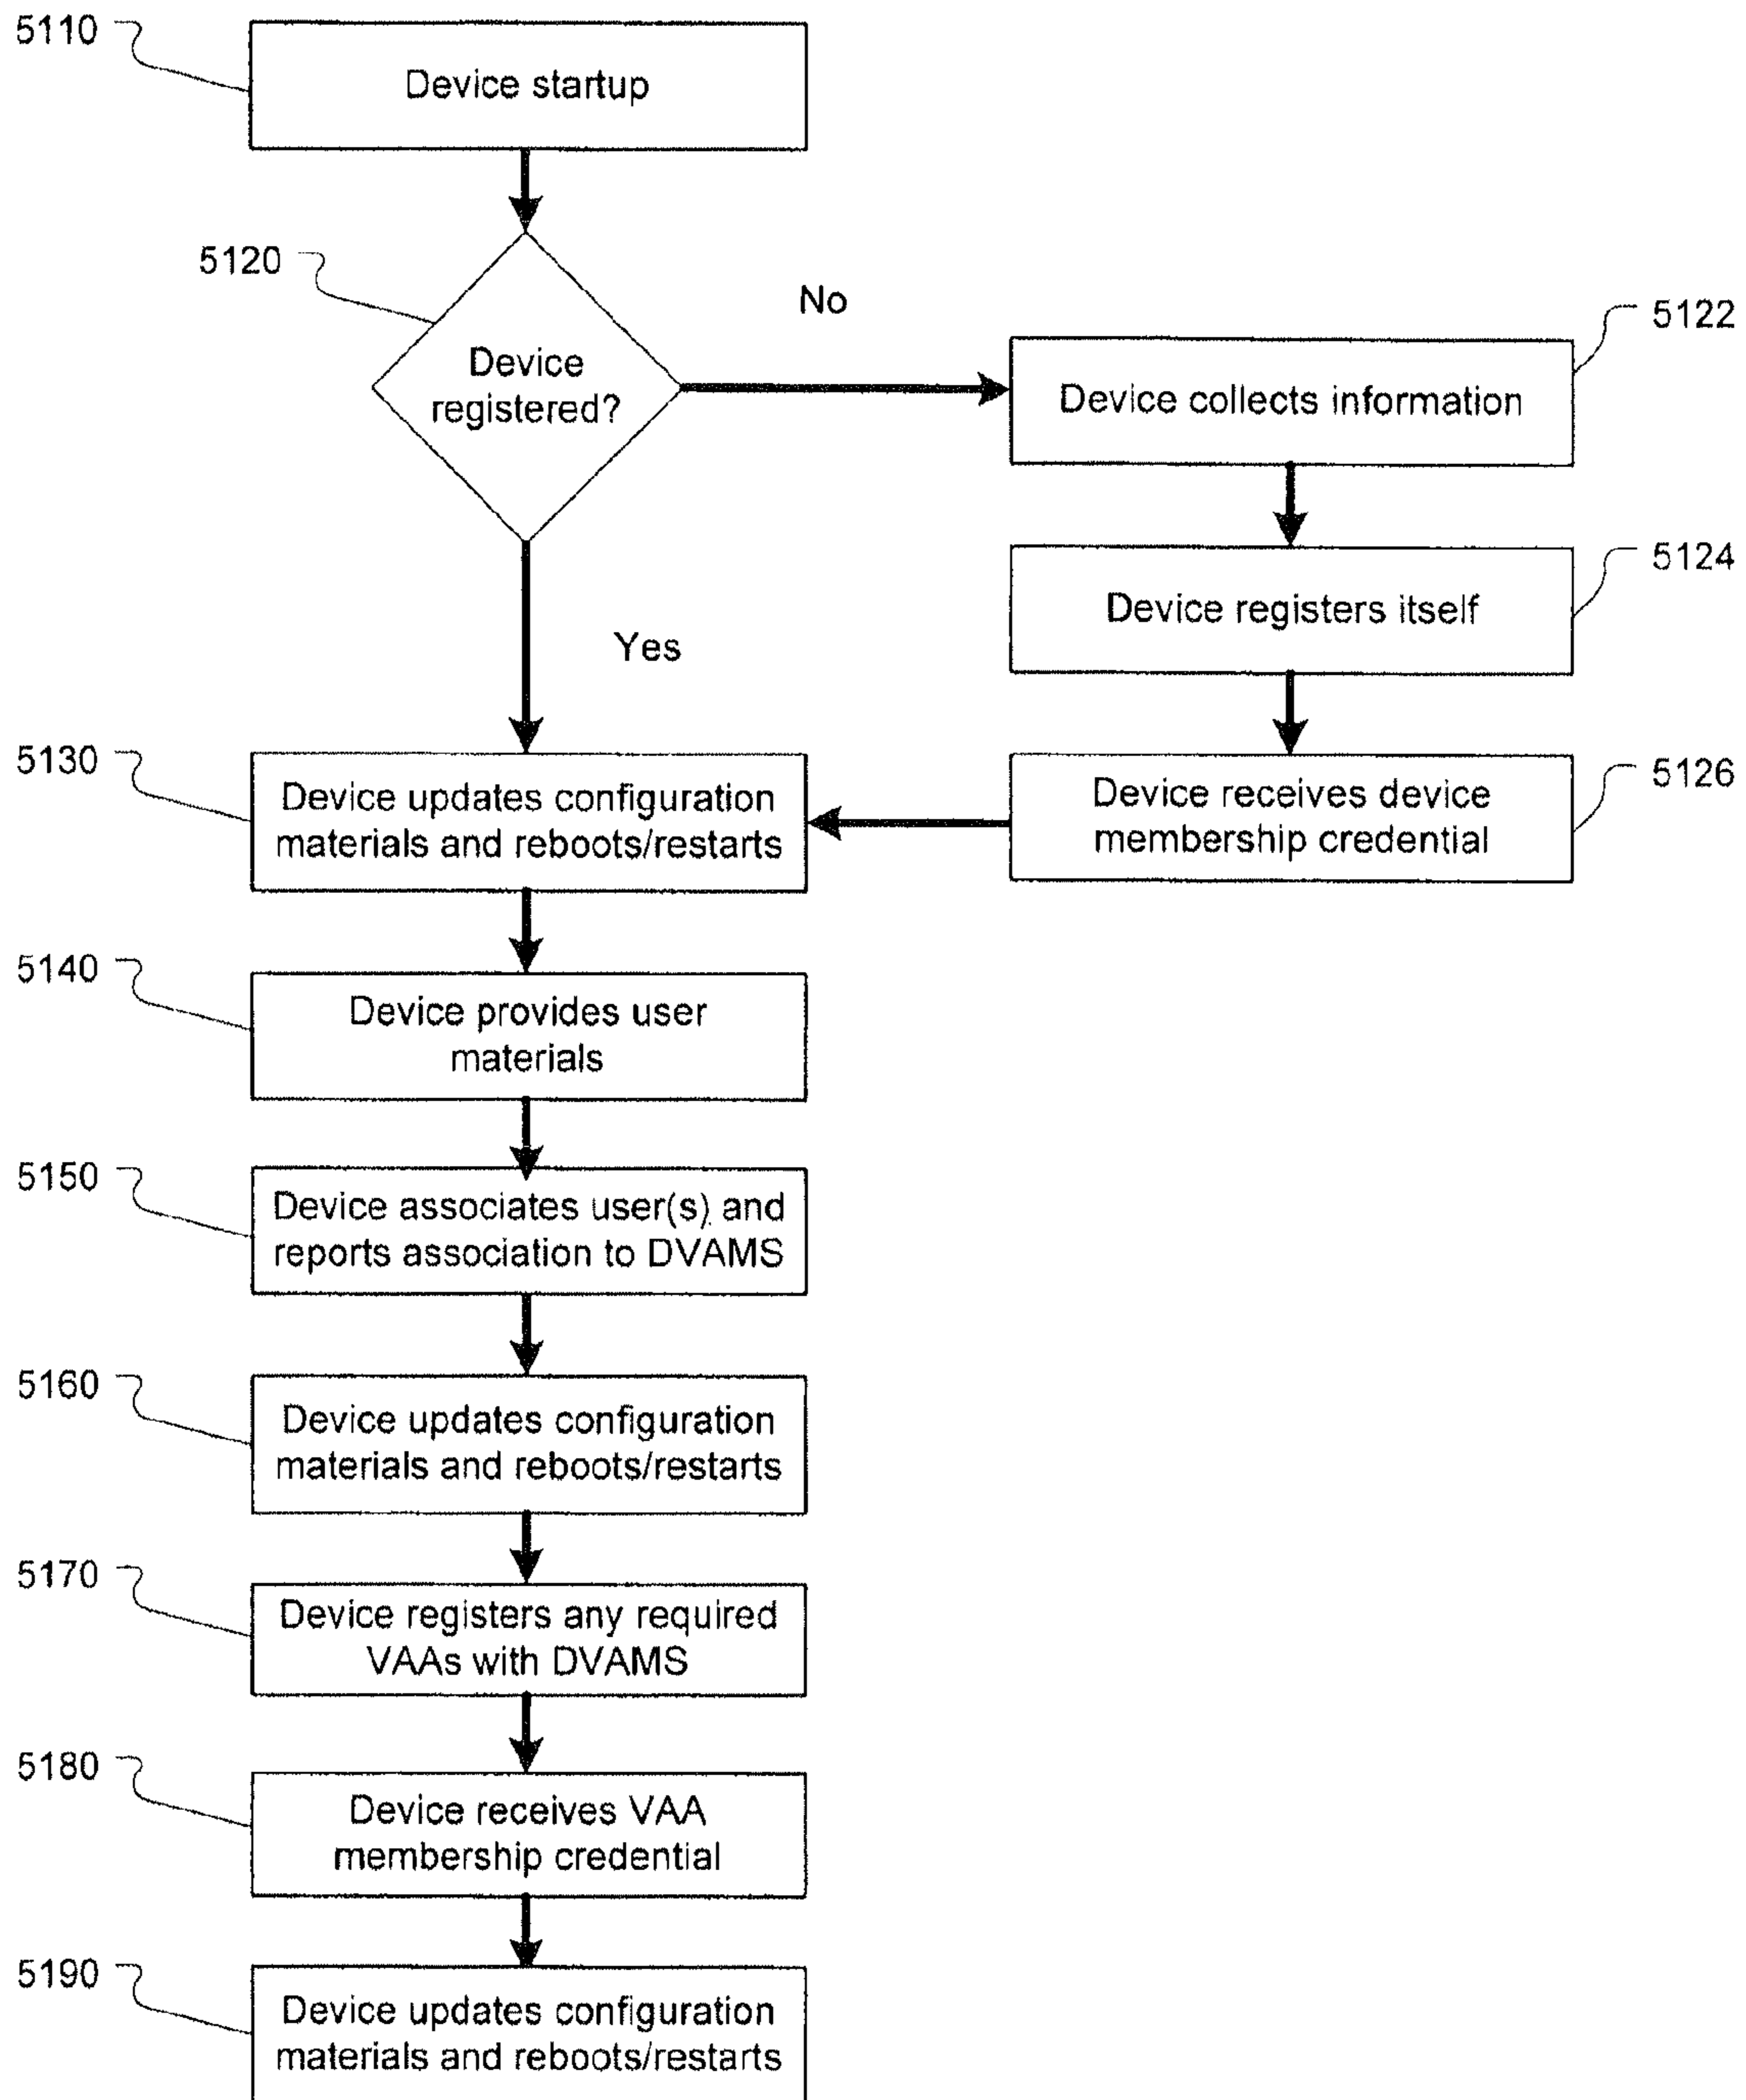 5110
Device startup
5120
Device
registered?
No
5122
Device collects information
5124
Device registers itself
Yes
5126
Device receives device
membership credential
5130
Device updates configuration
materials and reboots/restarts
5140
Device provides user
materials
5150
Device associates user(s) and
reports association to DVAMS
5160
Device updates configuration
materials and reboots/restarts
5170
Device registers any required
VAAs with DVAMS
5180
Device receives VAA
membership credential
5190
Device updates configuration
materials and reboots/restarts